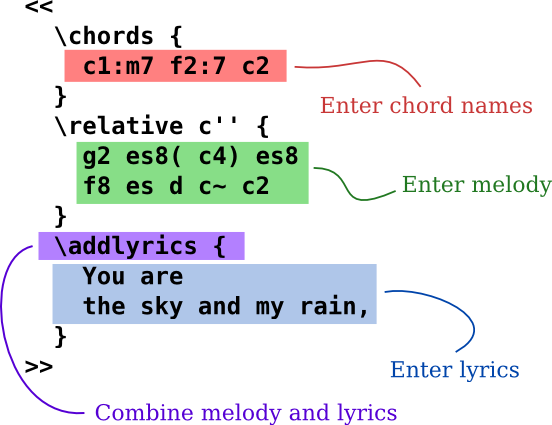 <<
\chords {
c1:m7 f2:7 c2
}
Enter chord names
\relative c'' {
g2 es8( c4) es8
f8 es d c~ c2
Enter melody
}
\addlyrics {
You are
the sky and my rain,
}
>>
Enter lyrics
Combine melody and lyrics